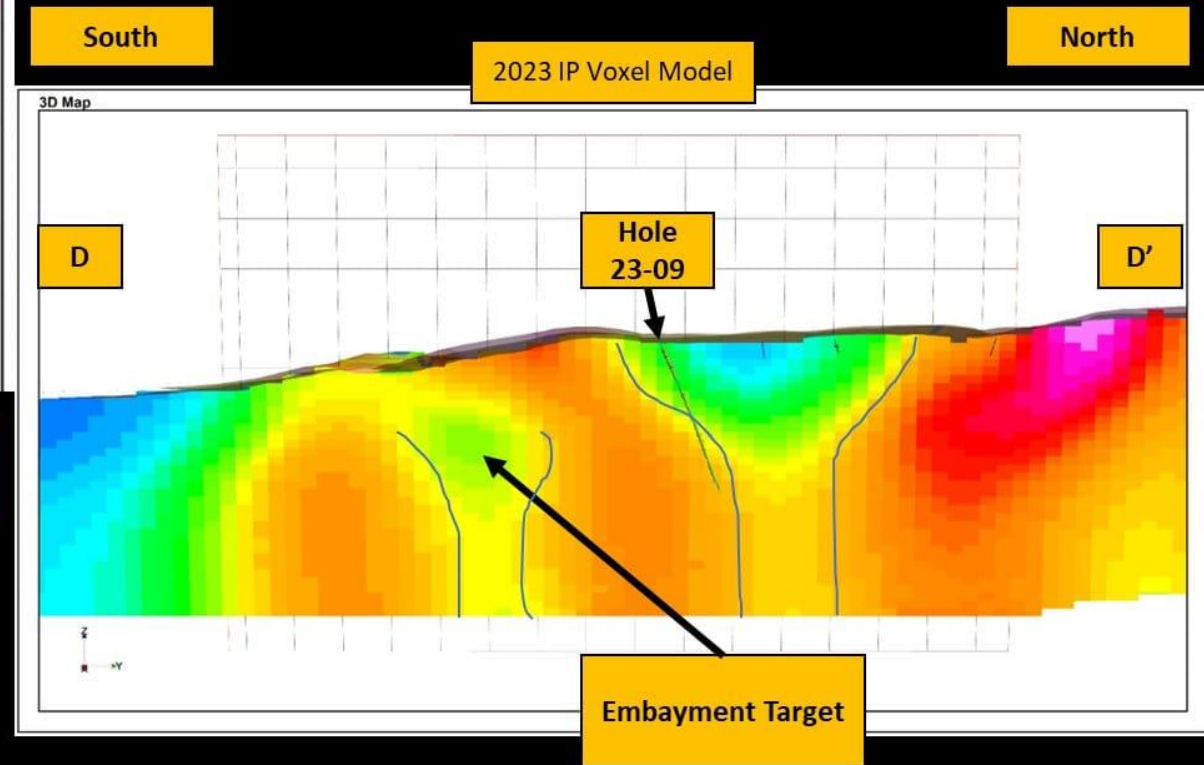 South
North
2023 IP Voxel Model
3D Map
Hole
23-09
D
D’
Z
Y
Embayment Target